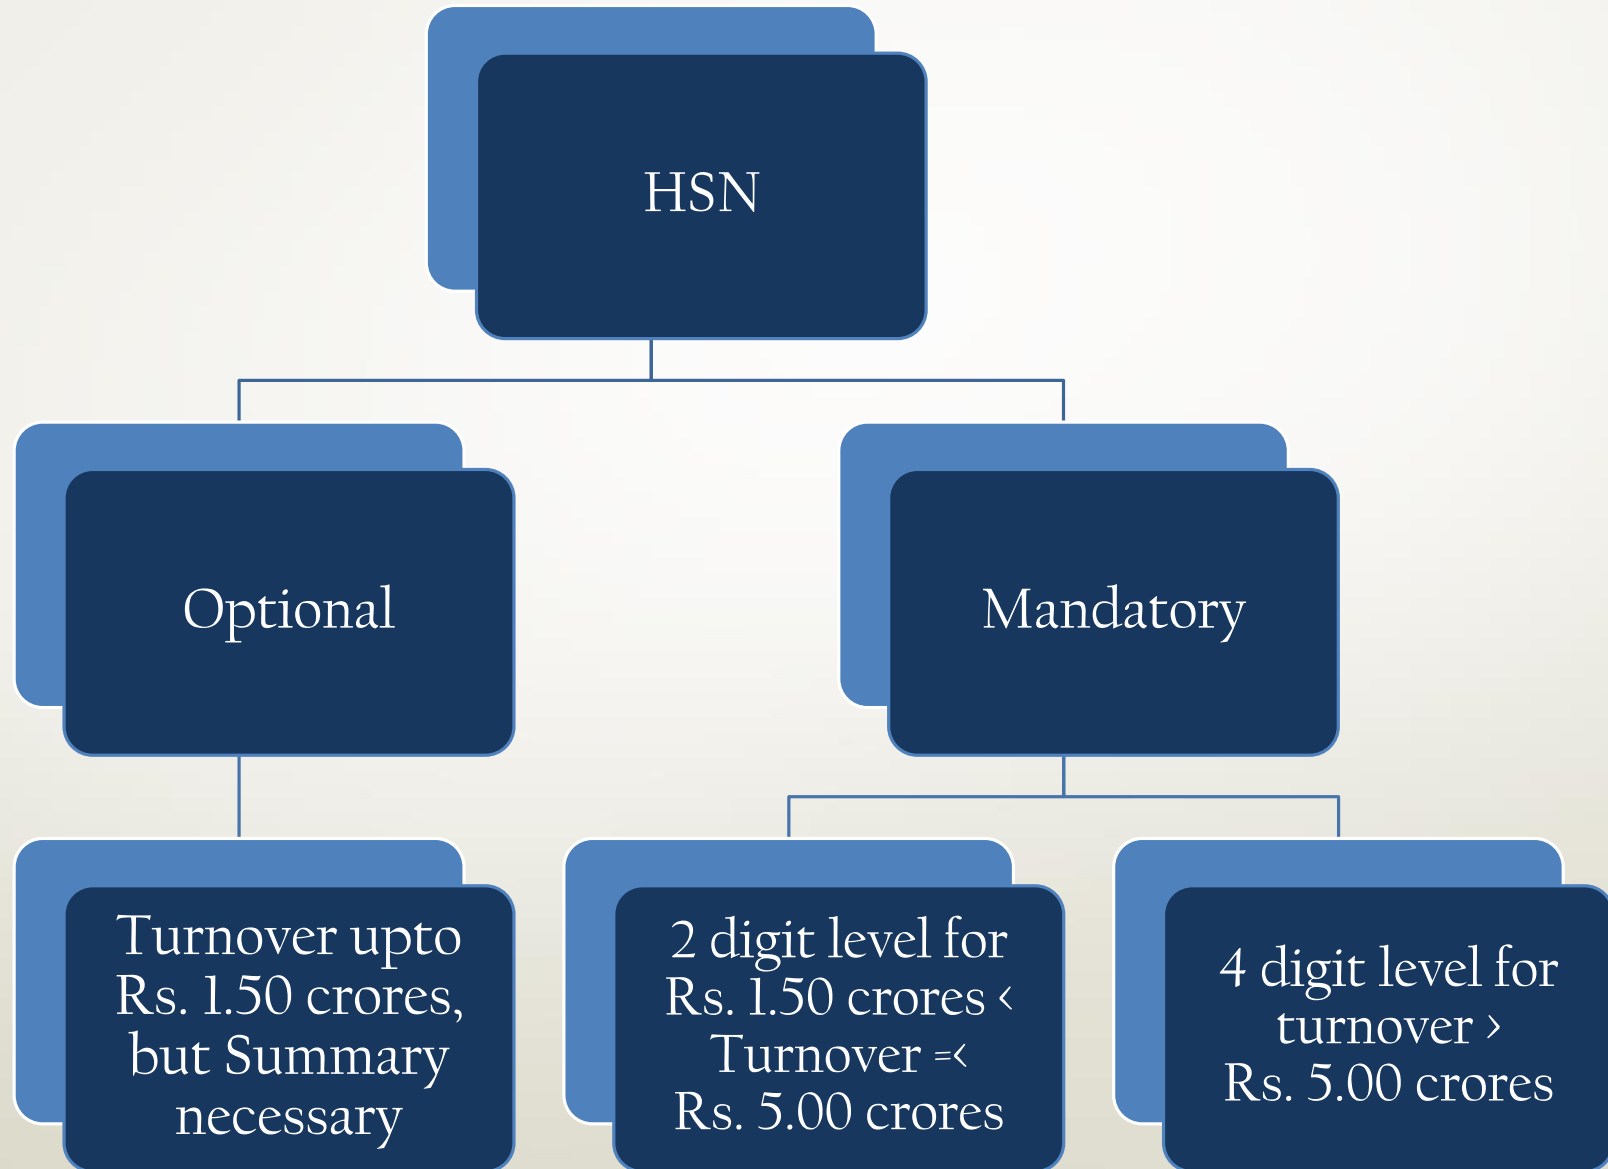 HSN
Optional
Mandatory
Turnover upto
Rs. 1.50 crores,
but Summary
necessary
2 digit level for
Rs. 1.50 crores <
Turnover =<
Rs. 5.00 crores
4 digit level for
turnover >
Rs. 5.00 crores